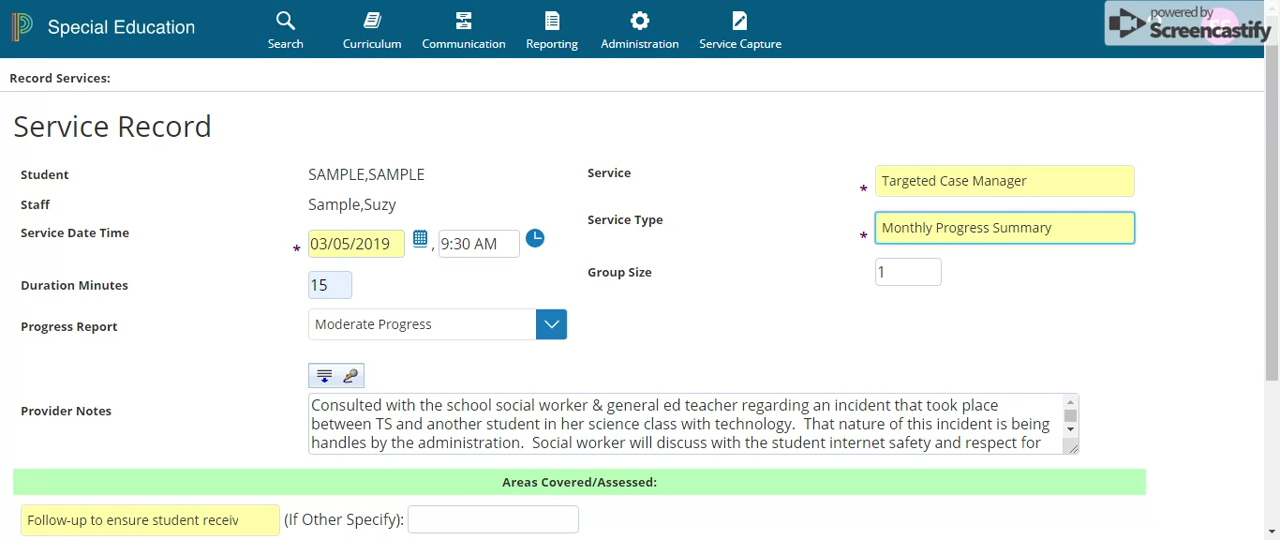 Special Education
Search
Curriculum
Communication
Reporting
Administration
Service Capture
powered by
Screencastify
Record Services:
Service Record
Student
SAMPLE,SAMPLE
Staff
Sample,Suzy
Service Date Time
* 03/05/2019 , 9:30 AM
Duration Minutes
15
Progress Report
Moderate Progress
Service
* Targeted Case Manager
Service Type
* Monthly Progress Summary
Group Size
1
Provider Notes
Consulted with the school social worker & general ed teacher regarding an incident that took place
between TS and another student in her science class with technology.  That nature of this incident is being
handles by the administration.  Social worker will discuss with the student internet safety and respect for
Areas Covered/Assessed:
Follow-up to ensure student receiv (If Other Specify):